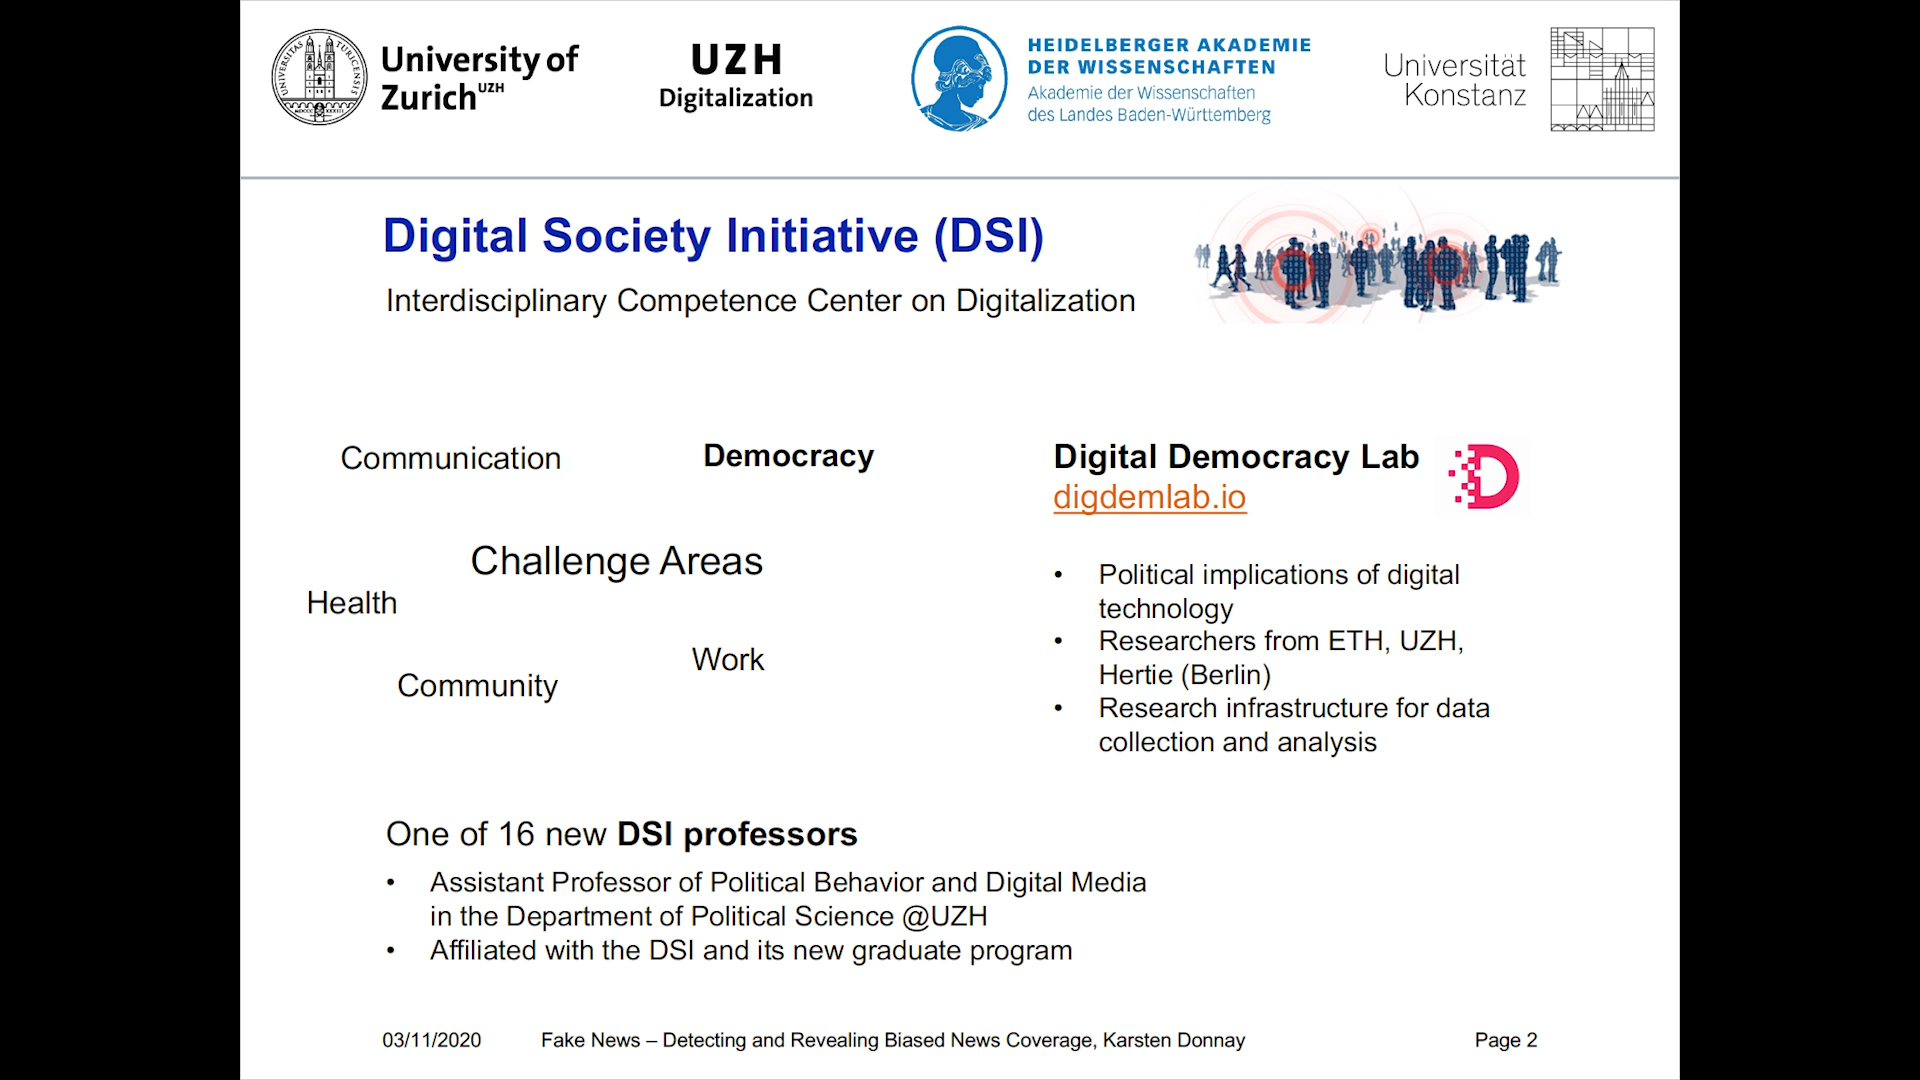 University of
Zurich UZH
UZH
Digitalization
HEIDELBERGER AKADEMIE
DER WISSENSCHAFTEN
Akademie der Wissenschaften
des Landes Baden-Württemberg
Universität
Konstanz
Digital Society Initiative (DSI)
Interdisciplinary Competence Center on Digitalization
Communication
Democracy
Challenge Areas
Health
Work
Community
Digital Democracy Lab
digdemlab.io
• Political implications of digital
technology
• Researchers from ETH, UZH,
Hertie (Berlin)
• Research infrastructure for data
collection and analysis
One of 16 new DSI professors
• Assistant Professor of Political Behavior and Digital Media
in the Department of Political Science @UZH
• Affiliated with the DSI and its new graduate program
03/11/2020 Fake News – Detecting and Revealing Biased News Coverage, Karsten Donnay Page 2